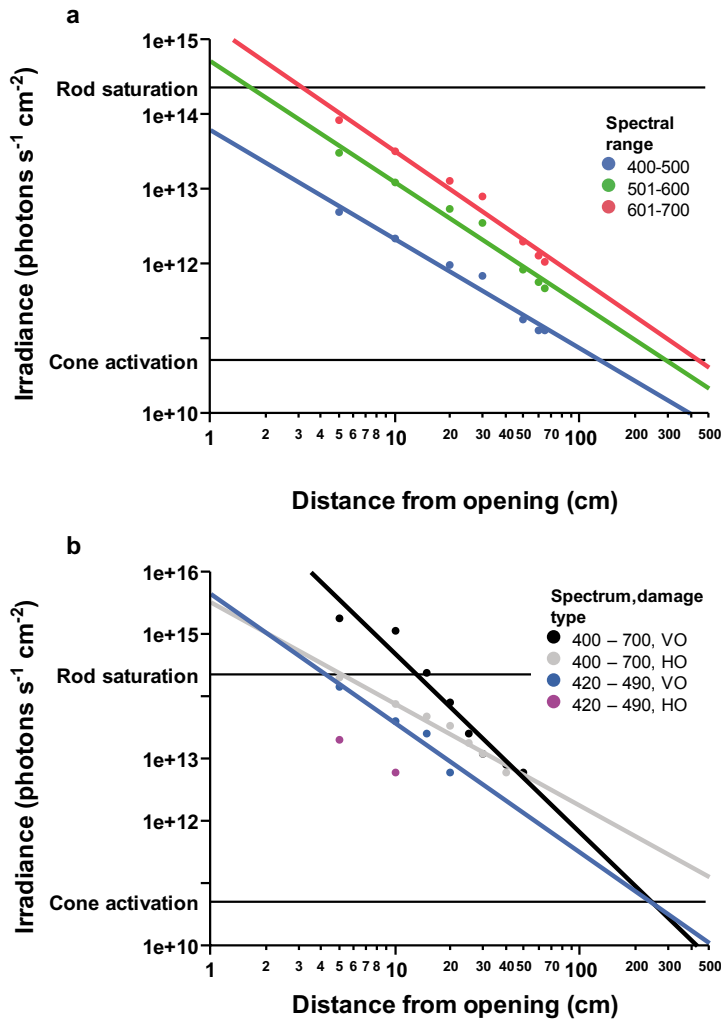 a
1e+15
Rod saturation
1e+14
1e+13
1e+12
Cone activation
1e+10
Irradiance (photons s⁻¹ cm⁻²)
Spectral
range
400-500
501-600
601-700
1 2 3 4 5 6 7 8 10 20 30 40 50 70 100 200 300 500
Distance from opening (cm)
b
1e+16
1e+15
Rod saturation
1e+13
1e+12
Cone activation
1e+10
Irradiance (photons s⁻¹ cm⁻²)
Spectrum,damage
type
400 – 700, VO
400 – 700, HO
420 – 490, VO
420 – 490, HO
1 2 3 4 5 6 7 8 10 20 30 40 50 70 100 200 300 500
Distance from opening (cm)